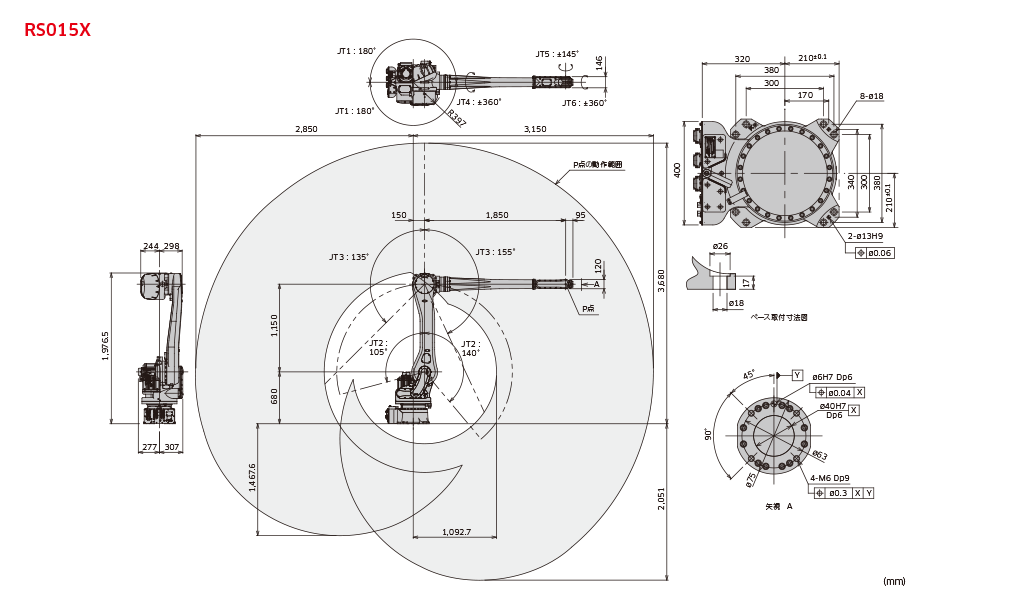 RS015X
JT1 : 180°
JT5 : ±145°
146
JT4 : ±360°
JT6 : ±360°
JT1 : 180°
R397
2,850
3,150
P点の動作範囲
150
1,850
95
JT3 : 135°
JT3 : 155°
120
A
P点
3,680
244
298
1,976.5
277
307
1,150
680
JT2 :
105°
JT2 :
140°
1,467.6
1,092.7
2,051
320
210±0.1
380
300
170
8-ø18
400
340
300
380
210±0.1
2-ø13H9
ø0.06
ø26
17
ø18
ベース取付寸法図
45°
Y
ø6H7 Dp6
ø0.04 X
ø40H7
Dp6
X
90°
ø63
ø75
4-M6 Dp9
ø0.3 X Y
矢視 A
(mm)